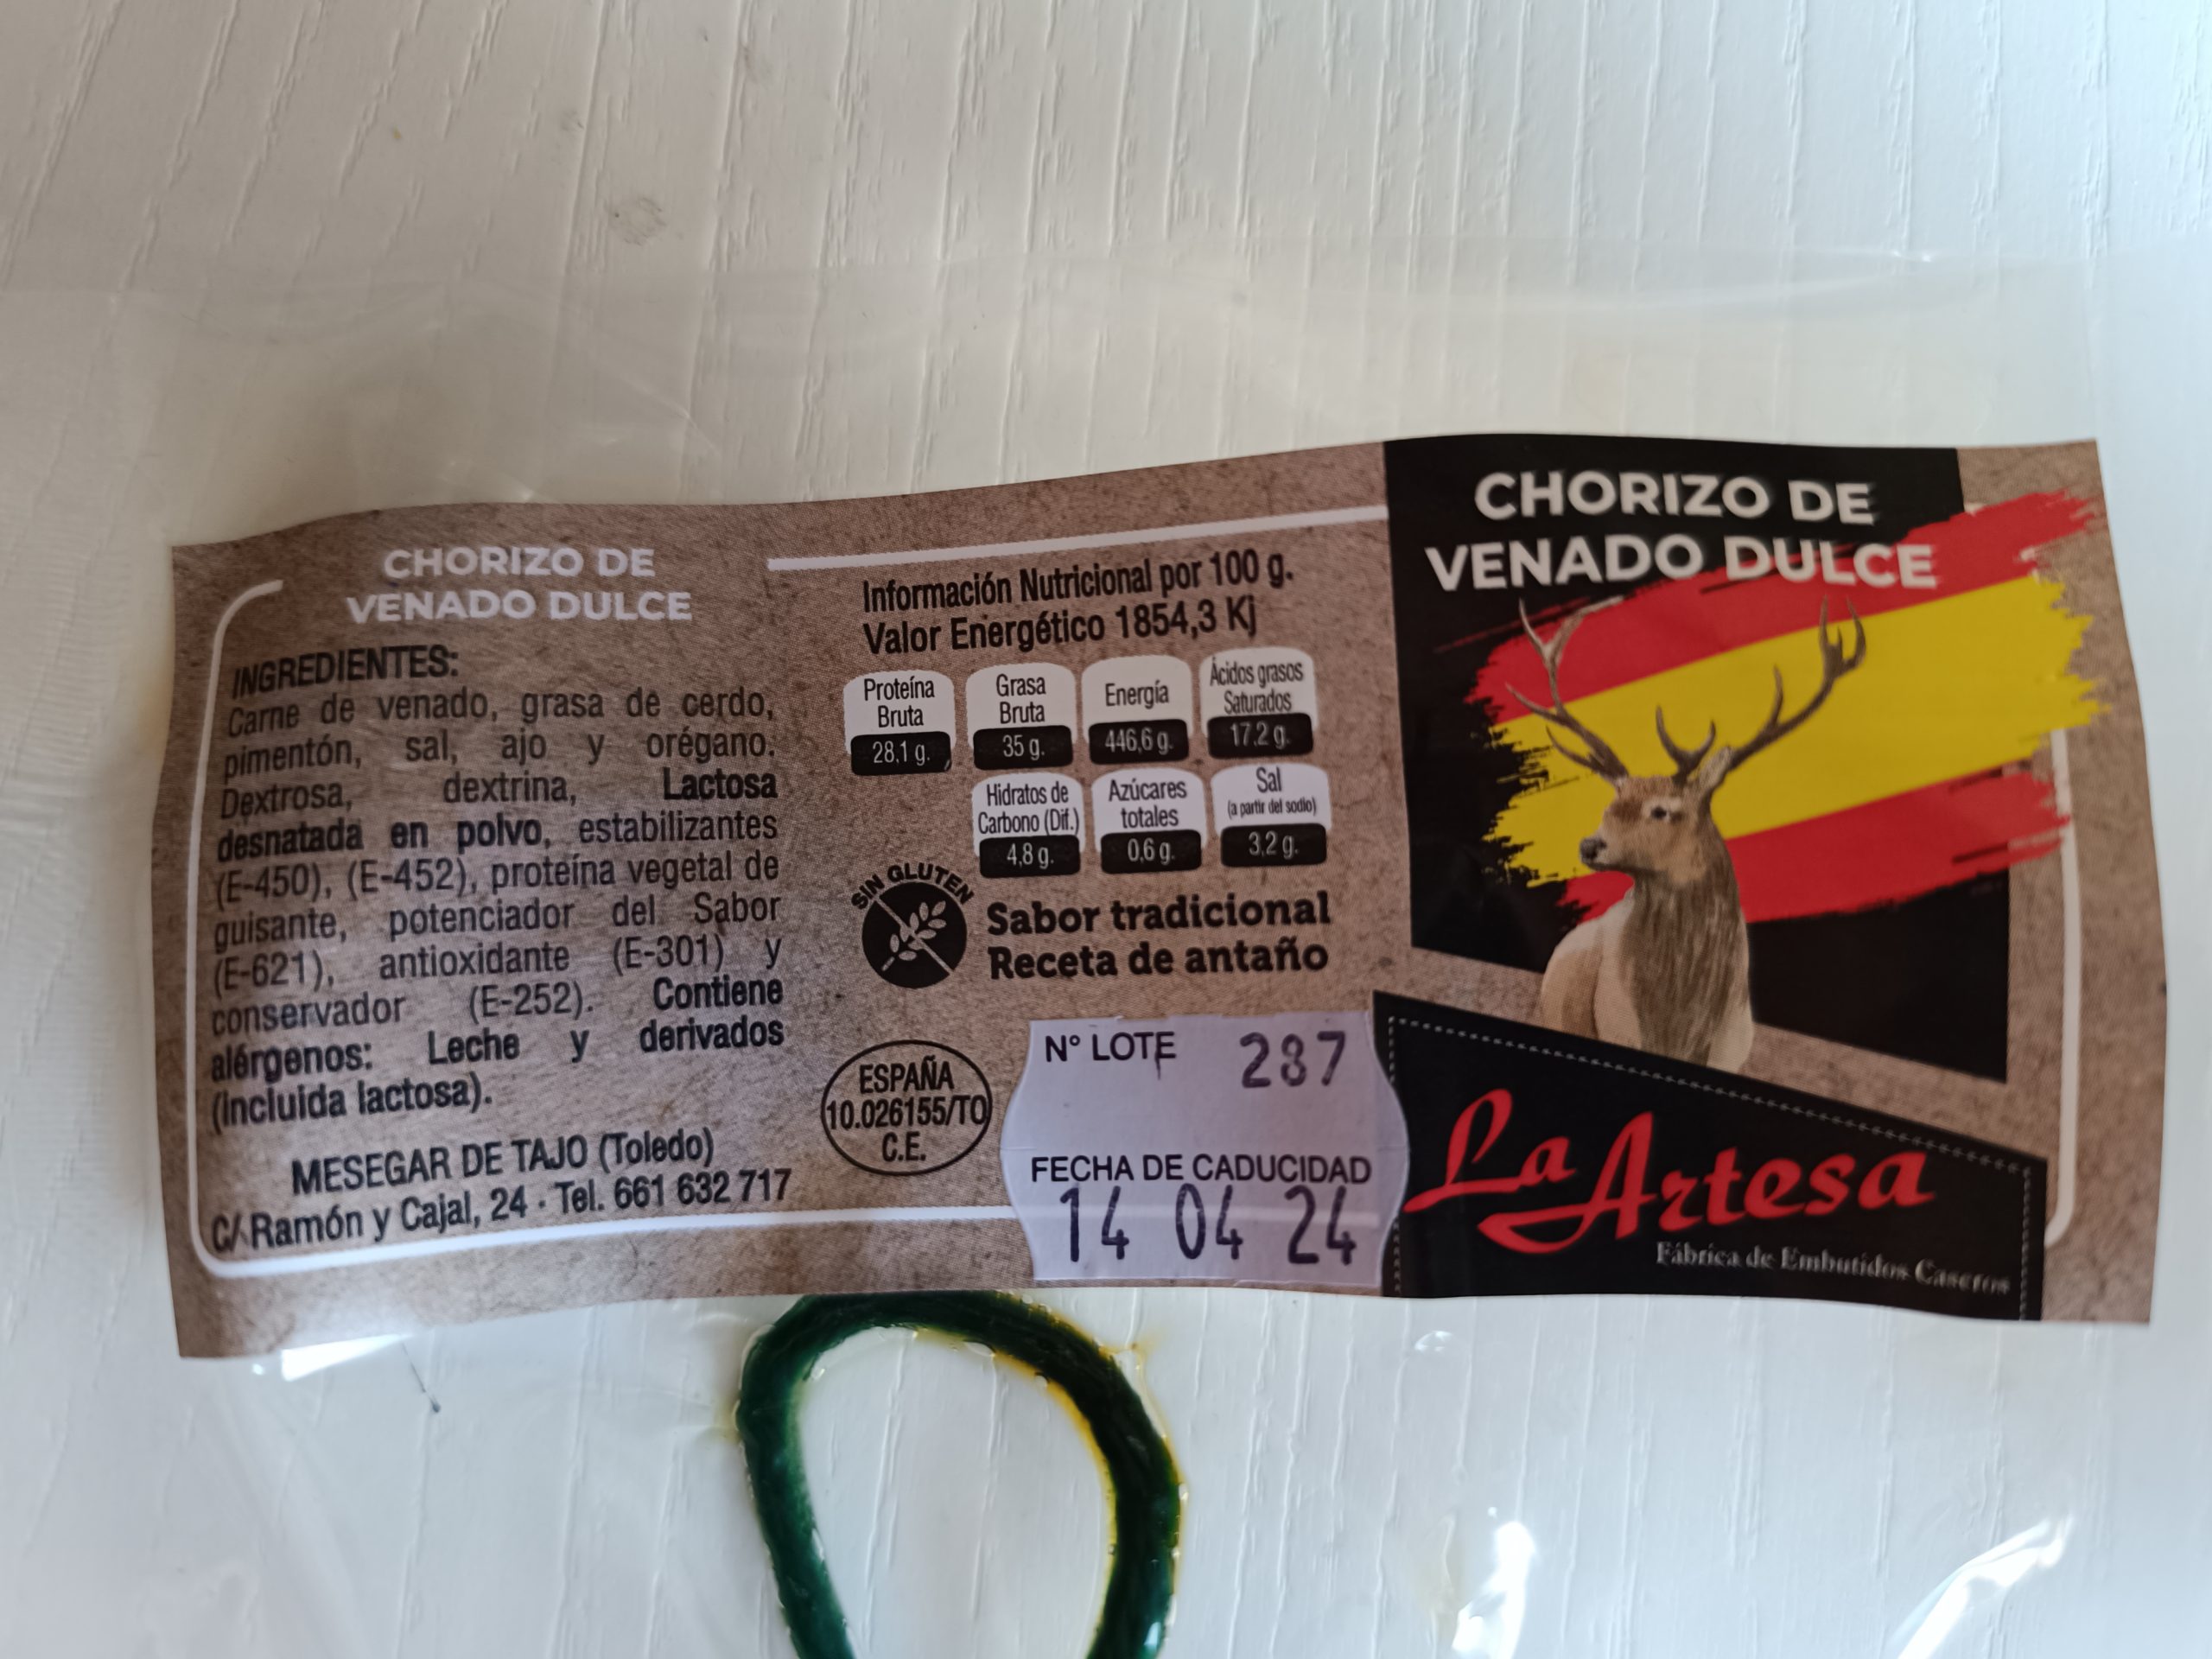 CHORIZO DE
VENADO DULCE
INGREDIENTES:
Carne de venado, grasa de cerdo,
pimentón, sal, ajo y orégano.
Dextrosa, dextrina, Lactosa
desnatada en polvo, estabilizantes
(E-450), (E-452), proteína vegetal de
guisante, potenciador del Sabor
(E-621), antioxidante (E-301) y
conservador (E-252). Contiene
alérgenos: Leche y derivados
(incluida lactosa).
MESEGAR DE TAJO (Toledo)
C/ Ramón y Cajal, 24 · Tel. 661 632 717
Información Nutricional por 100 g.
Valor Energético 1854,3 Kj
Proteína
Bruta
28,1 g.
Grasa
Bruta
35 g.
Energía
446,6 g.
Ácidos grasos
Saturados
17,2 g.
Hidratos de
Carbono (Dif.)
4,8 g.
Azúcares
totales
0,6 g.
Sal
(a partir del sodio)
3,2 g.
SIN GLUTEN
Sabor tradicional
Receta de antaño
ESPAÑA
10.026155/TO
C.E.
N° LOTE 287
FECHA DE CADUCIDAD
14 04 24
CHORIZO DE
VENADO DULCE
La Artesa
Fábrica de Embutidos Caseros